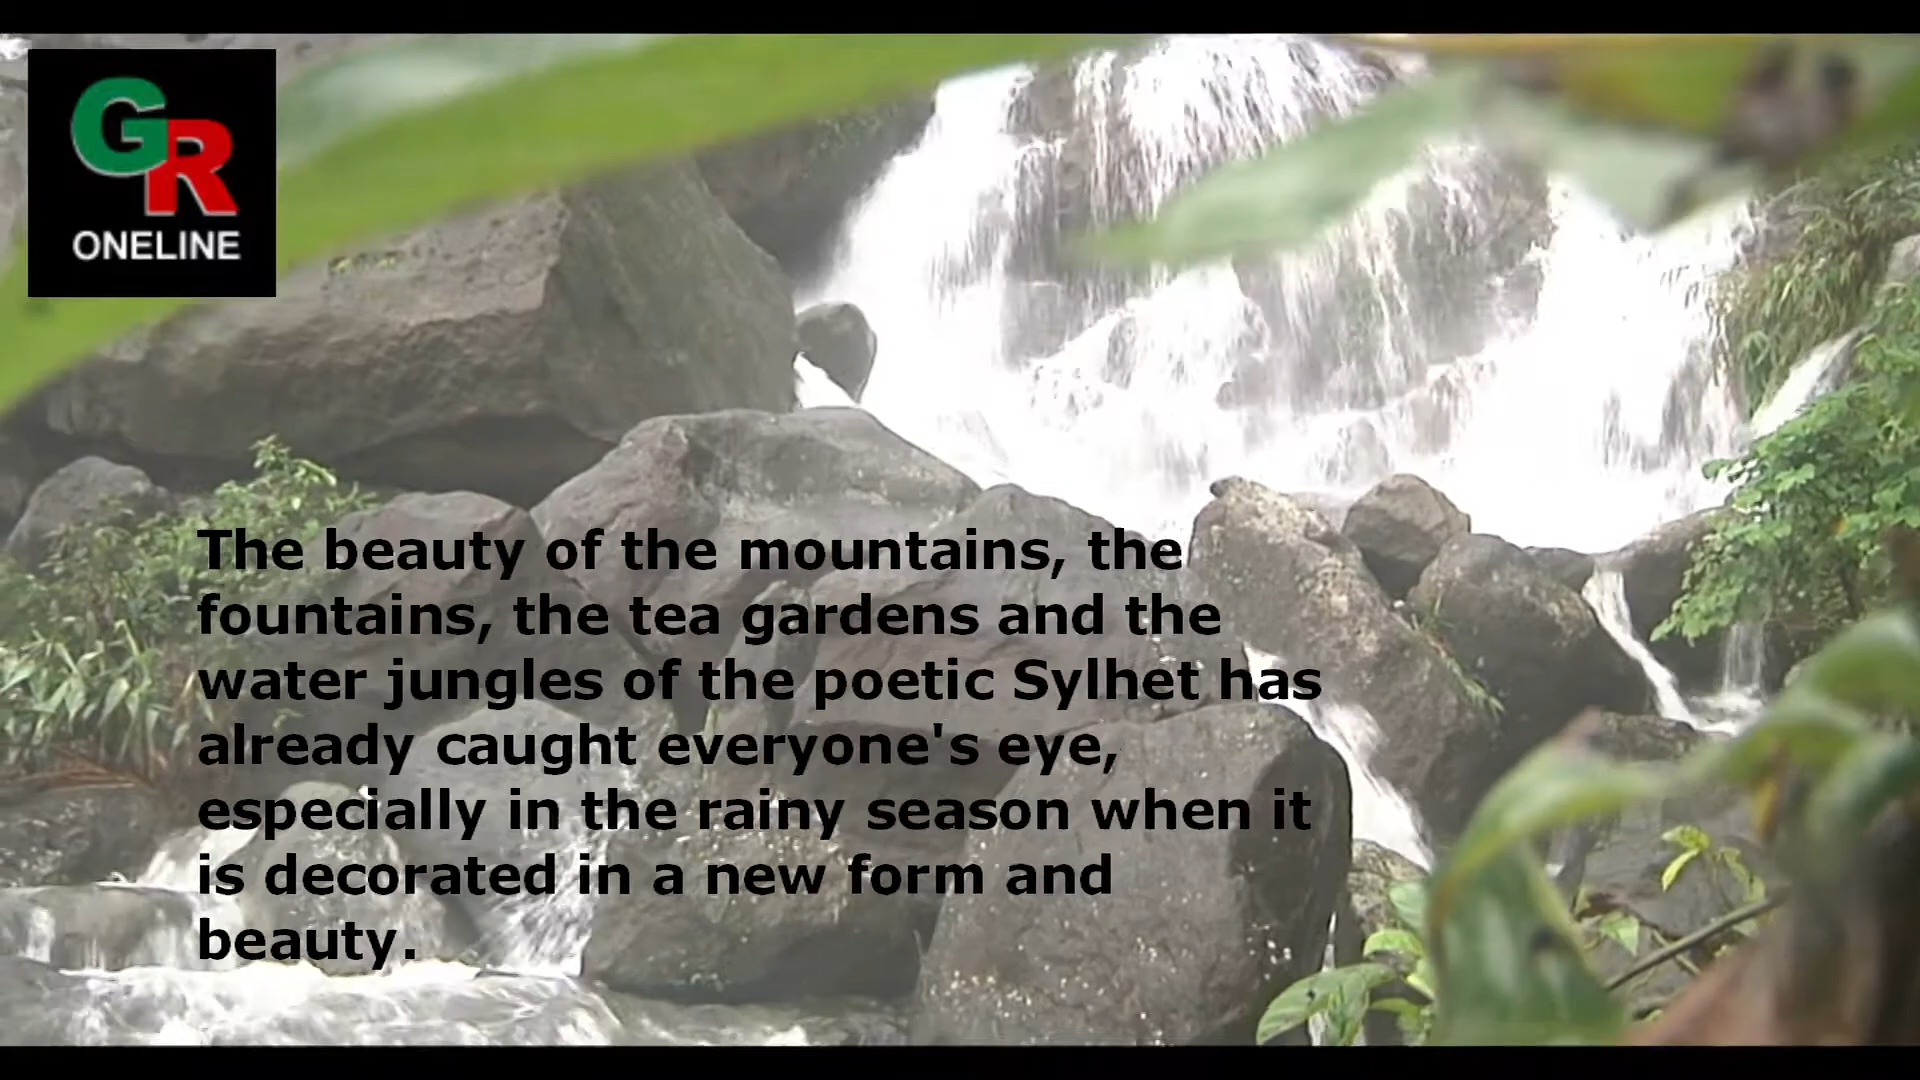 GR
ONELINE
The beauty of the mountains, the
fountains, the tea gardens and the
water jungles of the poetic Sylhet has
already caught everyone's eye,
especially in the rainy season when it
is decorated in a new form and
beauty.